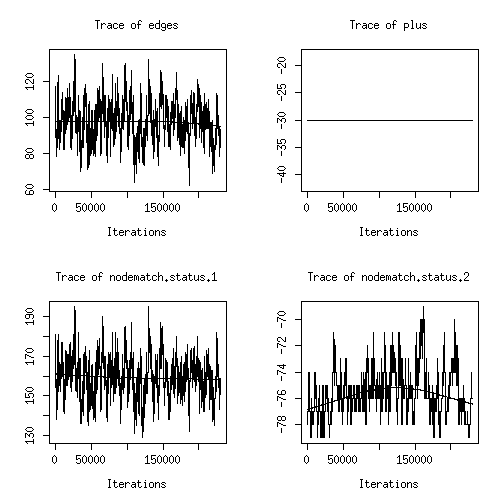 Trace of edges
Trace of plus
120
100
80
60
0 50000 150000
Iterations
-20
-25
-30
-35
-40
0 50000 150000
Iterations
Trace of nodematch.status.1
Trace of nodematch.status.2
190
170
150
130
0 50000 150000
Iterations
-70
-72
-74
-76
-78
0 50000 150000
Iterations